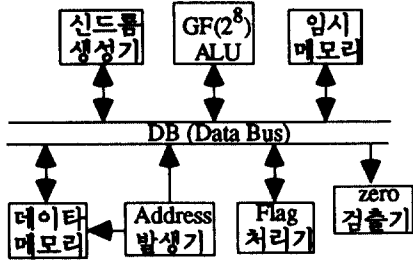 신드롬
생성기
GF(2⁸)
ALU
임시
메모리
DB (Data Bus)
데이타
메모리
Address
발생기
Flag
처리기
zero
검출기